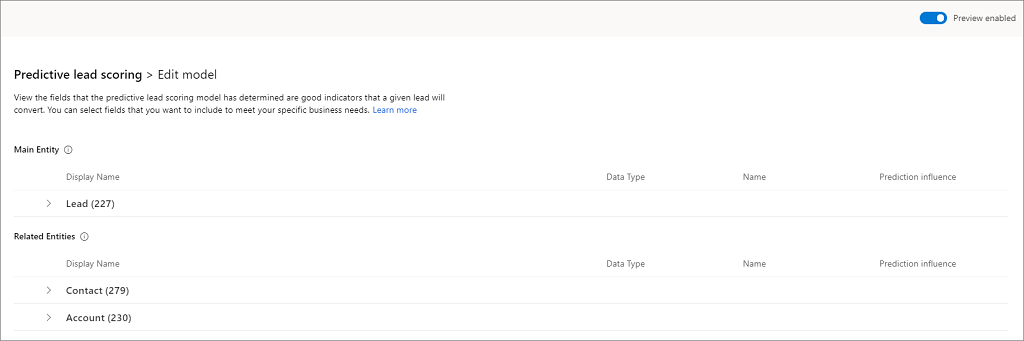 Preview enabled
Predictive lead scoring > Edit model
View the fields that the predictive lead scoring model has determined are good indicators that a given lead will
convert. You can select fields that you want to include to meet your specific business needs. Learn more
Main Entity
Display Name Data Type Name Prediction influence
Lead (227)
Related Entities
Display Name Data Type Name Prediction influence
Contact (279)
Account (230)